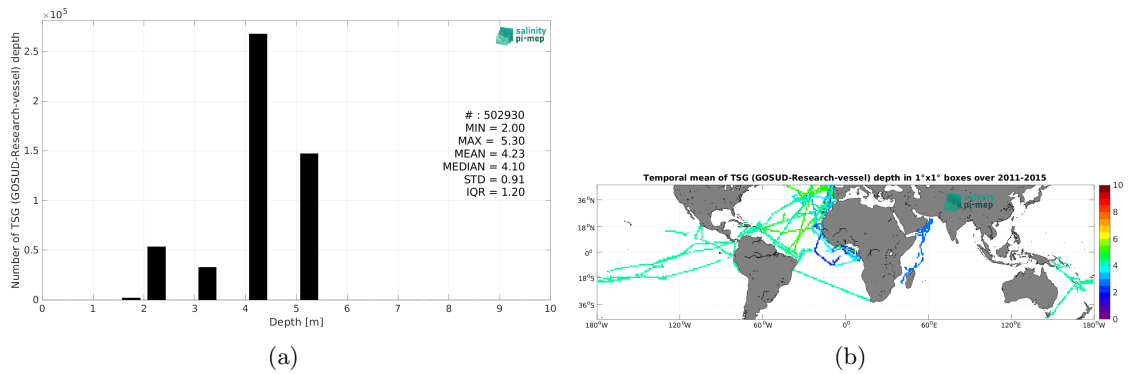 ×10⁵
salinity
pi-mep
2.5
2
1.5
1
0.5
0
Number of TSG (GOSUD-Research-vessel) depth
# : 502930
MIN = 2.00
MAX = 5.30
MEAN = 4.23
MEDIAN = 4.10
STD = 0.91
IQR = 1.20
0 1 2 3 4 5 6 7 8 9 10
Depth [m]
(a)
Temporal mean of TSG (GOSUD-Research-vessel) depth in 1°x1° boxes over 2011-2015
salinity
pi-mep
36°N
18°N
0°
18°S
36°S
180°W 120°W 60°W 0° 60°E 120°E 180°W
10
8
6
4
2
0
(b)